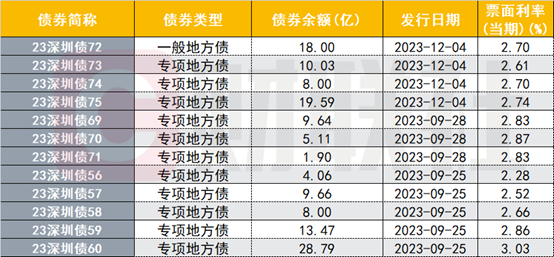 债券简称 债券类型 债券余额(亿) 发行日期 票面利率(当期)(%)
23深圳债72 一般地方债 18.00 2023-12-04 2.70
23深圳债73 专项地方债 10.03 2023-12-04 2.61
23深圳债74 专项地方债 8.00 2023-12-04 2.70
23深圳债75 专项地方债 19.59 2023-12-04 2.74
23深圳债69 专项地方债 9.64 2023-09-28 2.83
23深圳债70 专项地方债 5.11 2023-09-28 2.87
23深圳债71 专项地方债 1.90 2023-09-28 2.83
23深圳债56 专项地方债 4.06 2023-09-25 2.28
23深圳债57 专项地方债 9.66 2023-09-25 2.52
23深圳债58 专项地方债 8.00 2023-09-25 2.66
23深圳债59 专项地方债 13.47 2023-09-25 2.86
23深圳债60 专项地方债 28.79 2023-09-25 3.03